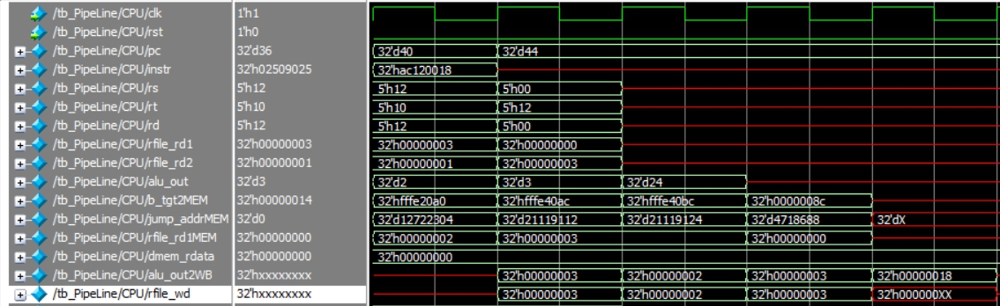 /tb_PipeLine/CPU/clk 1'h1
/tb_PipeLine/CPU/rst 1'h0
/tb_PipeLine/CPU/pc 32'd36 32'd40 32'd44
/tb_PipeLine/CPU/instr 32'h02509025 32'hac120018
/tb_PipeLine/CPU/rs 5'h12 5'h12 5'h00
/tb_PipeLine/CPU/rt 5'h10 5'h10 5'h12
/tb_PipeLine/CPU/rd 5'h12 5'h12 5'h00
/tb_PipeLine/CPU/rfile_rd1 32'h00000003 32'h00000003 32'h00000000
/tb_PipeLine/CPU/rfile_rd2 32'h00000001 32'h00000001 32'h00000003
/tb_PipeLine/CPU/alu_out 32'd3 32'd2 32'd3 32'd24
/tb_PipeLine/CPU/b_tgt2MEM 32'h00000014 32'hfffe20a0 32'hfffe40ac 32'hfffe40bc 32'h0000008c
/tb_PipeLine/CPU/jump_addrMEM 32'd0 32'd12722304 32'd21119112 32'd21119124 32'd4718688 32'dX
/tb_PipeLine/CPU/rfile_rd1MEM 32'h00000000 32'h00000002 32'h00000003 32'h00000000
/tb_PipeLine/CPU/dmem_rdata 32'h00000000 32'h00000000
/tb_PipeLine/CPU/alu_out2WB 32'hxxxxxxxx 32'h00000003 32'h00000002 32'h00000003 32'h00000018
/tb_PipeLine/CPU/rfile_wd 32'hxxxxxxxx 32'h00000003 32'h00000002 32'h00000003 32'h000000XX